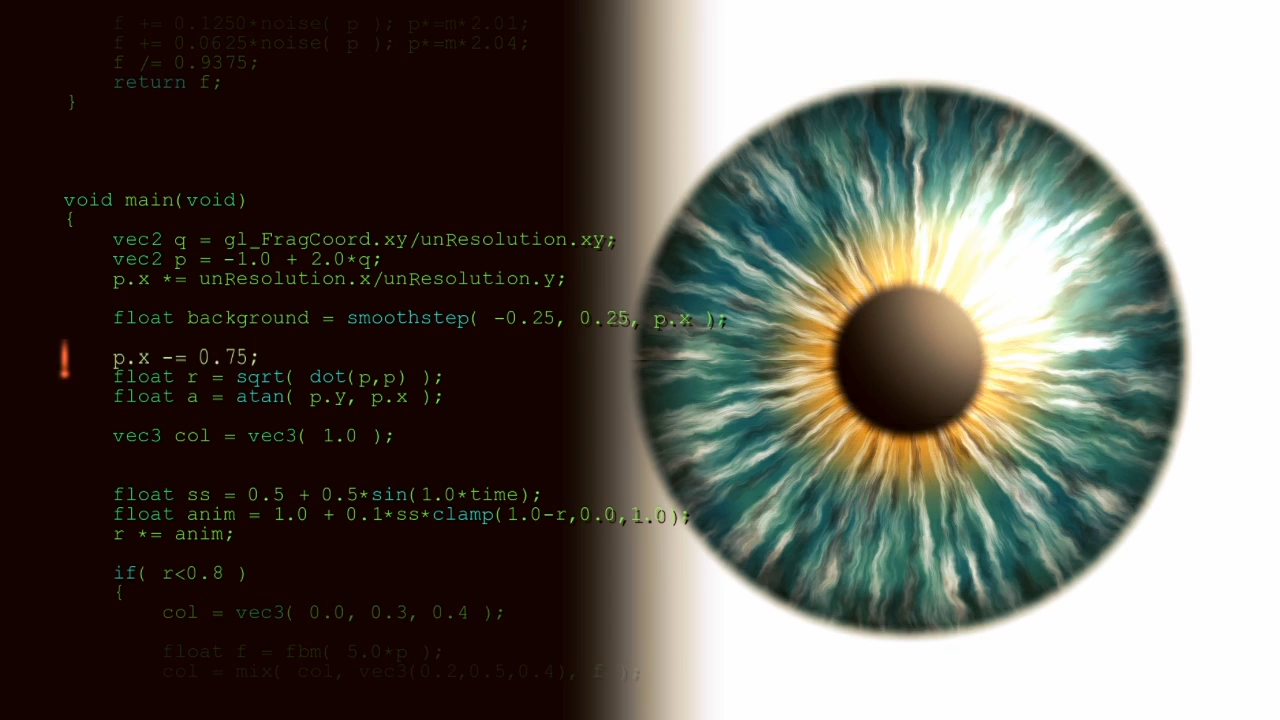 f += 0.1250*noise( p ); p*=m*2.01;
f += 0.0625*noise( p ); p*=m*2.04;
f /= 0.9375;
return f;
}
void main(void)
{
vec2 q = gl_FragCoord.xy/unResolution.xy;
vec2 p = -1.0 + 2.0*q;
p.x *= unResolution.x/unResolution.y;
float background = smoothstep( -0.25, 0.25, p.x );
! p.x -= 0.75;
float r = sqrt( dot(p,p) );
float a = atan( p.y, p.x );
vec3 col = vec3( 1.0 );
float ss = 0.5 + 0.5*sin(1.0*time);
float anim = 1.0 + 0.1*ss*clamp(1.0-r,0.0,1.0);
r *= anim;
if( r<0.8 )
{
col = vec3( 0.0, 0.3, 0.4 );
float f = fbm( 5.0*p );
col = mix( col, vec3(0.2,0.5,0.4), f );